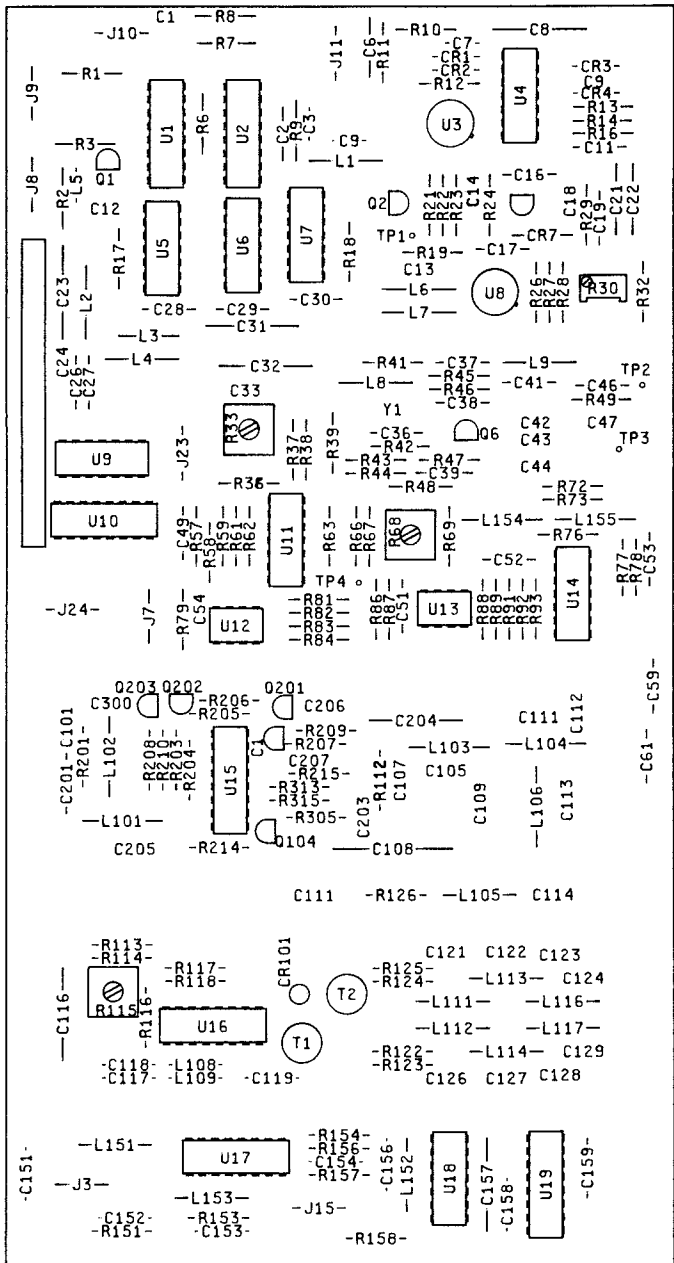 C1
-R8-
-J10-
-R7-
-J11-
-C6-
-R11-
-R10-
C8
-C7-
-CR1-
-CR2-
-R12-
U4
-CR3-
C9
-CR4-
-R13-
-R14-
-R16-
-C11-
-J9-
-R1-
U1
-R6-
U2
-C2-
-R9-
-C3-
U3
-R3-
-C9-
-L1-
-J8-
-R2-
-L5-
Q1
C12
-R17-
U5
U6
U7
-R18-
Q2
-R21-
-R22-
-R23-
C14
-R24-
-C16-
C18
-R29-
-C19-
-C21-
-C22-
TP1
-CR7-
-R19-
-C17-
C13
-L6-
-L7-
U8
-R26-
-R27-
-R28-
R30
-R32-
-C23-
-L2-
-C28-
-C29-
-C30-
-C31-
-L3-
-L4-
C24
-C26-
-C27-
-C32-
-R41-
-C37-
-L9-
TP2
-L8-
-R45-
-R46-
-C38-
-C41-
-C46-
-R49-
C33
R33
Y1
-C36-
-R42-
Q6
C42
C43
C47
TP3
-R37-
-R38-
-R39-
-R43-
-R44-
-R47-
-C39-
C44
U9
-J23-
-R48-
-R72-
-R73-
U10
-C49-
-R57-
-R58-
-R59-
-R61-
-R62-
U11
-R63-
-R66-
-R67-
R68
-R69-
-L154-
-L155-
-R76-
-C52-
U14
-R77-
-R78-
-C53-
TP4
-J24-
-J7-
-R79-
C54
U12
-R81-
-R82-
-R83-
-R84-
-R86-
-R87-
-C51-
U13
-R88-
-R89-
-R91-
-R92-
-R93-
-C59-
Q203
Q202
Q201
C300
-R206-
-R205-
C206
-C204-
C111
C112
C101
-C201-
-R201-
-L102-
-R208-
-R210-
-R203-
-R204-
U15
C1
-R209-
-R207-
C207
-R215-
-R313-
-R315-
-R305-
-R112-
C107
-L103-
C105
-L104-
-C61-
C109
-L106-
C113
-L101-
C205
-R214-
Q104
C203
-C108-
C111
-R126-
-L105-
C114
-R113-
-R114-
-C116-
R115
-R116-
-R117-
-R118-
CR101
T2
-R125-
-R124-
C121
C122
C123
-L113-
C124
-L111-
-L116-
U16
T1
-L112-
-L117-
-R122-
-R123-
-L114-
C129
-C118-
-C117-
-L108-
-L109-
-C119-
C126
C127
C128
-C151-
-L151-
U17
-R154-
-R156-
-C154-
-R157-
-C156-
-L152-
U18
-C157-
-C158-
U19
-C159-
-J3-
-L153-
-J15-
-C152-
-R151-
-R153-
-C153-
-R158-